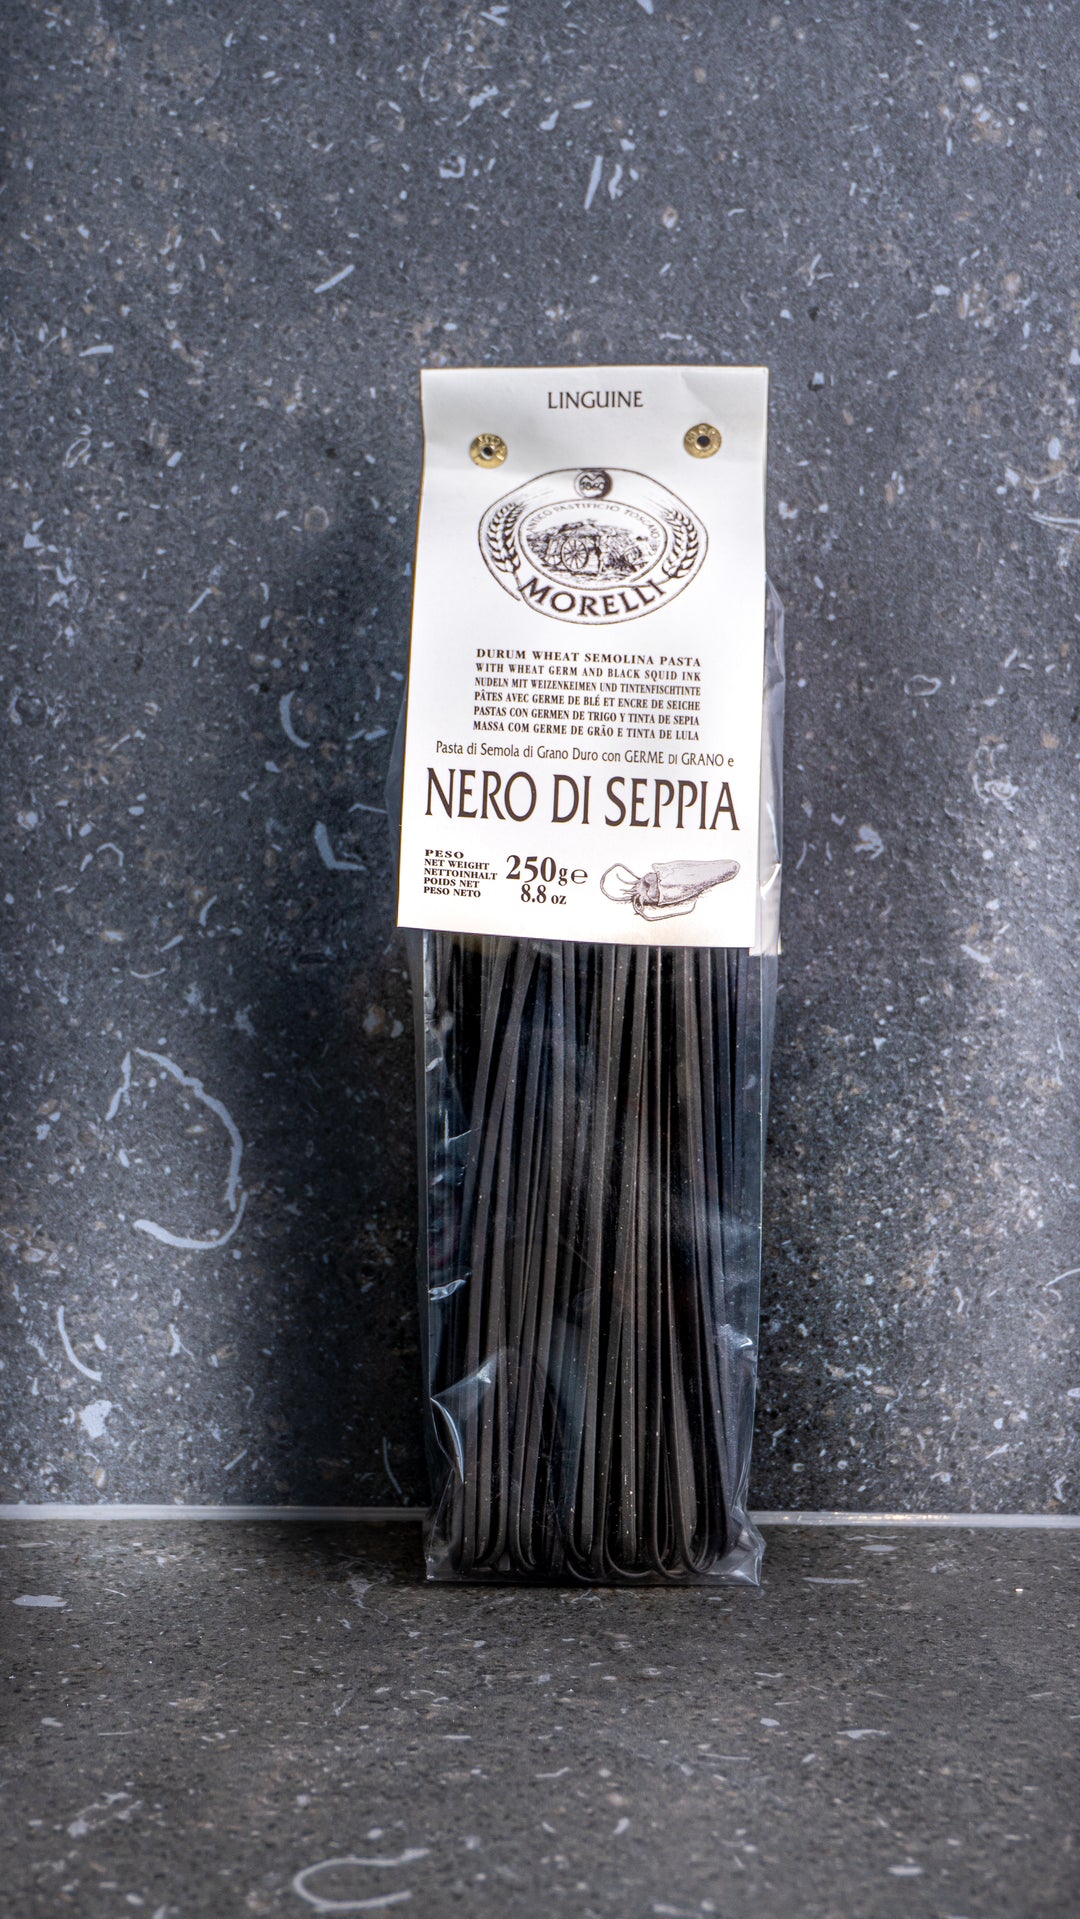 LINGUINE
1860
ANTICO PASTIFICIO TOSCANO
MORELLI
DURUM WHEAT SEMOLINA PASTA
WITH WHEAT GERM AND BLACK SQUID INK
NUDELN MIT WEIZENKEIMEN UND TINTENFISCHTINTE
PÂTES AVEC GERME DE BLÉ ET ENCRE DE SEICHE
PASTAS CON GERMEN DE TRIGO Y TINTA DE SEPIA
MASSA COM GERME DE GRÃO E TINTA DE LULA
Pasta di Semola di Grano Duro con GERME DI GRANO e
NERO DI SEPPIA
PESO
NET WEIGHT
NETTOINHALT
POIDS NET
PESO NETO
250g℮
8.8 oz